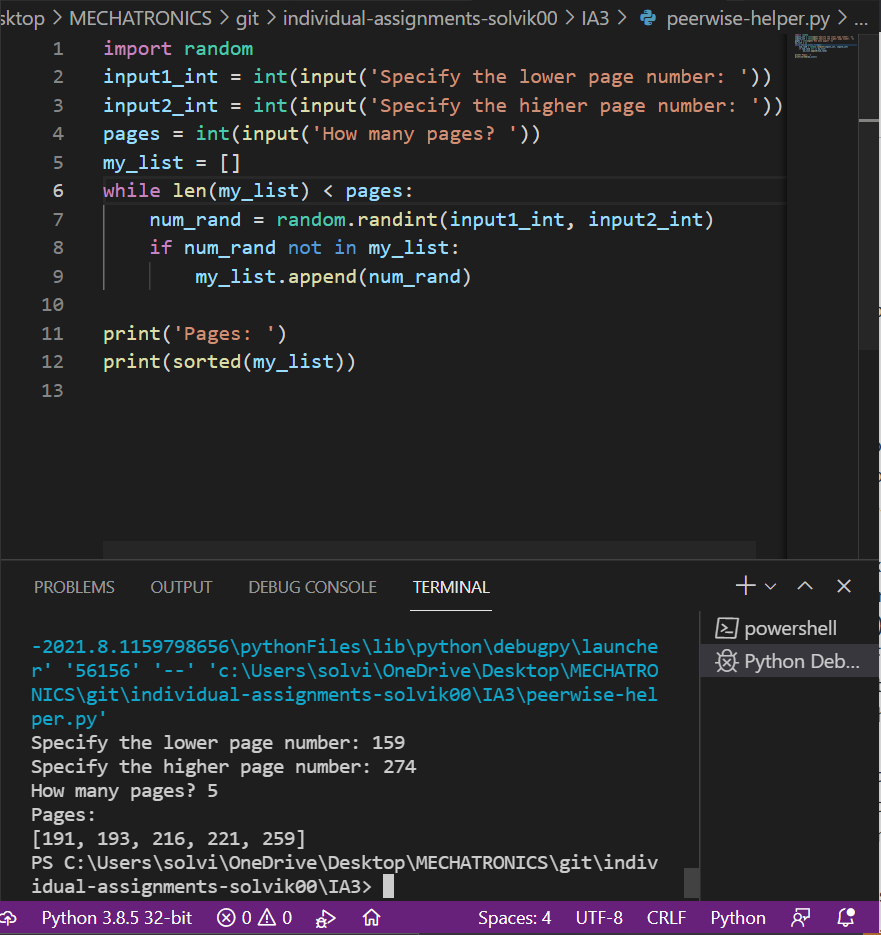 sktop > MECHATRONICS > git > individual-assignments-solvik00 > IA3 > peerwise-helper.py > ...
1 import random
2 input1_int = int(input('Specify the lower page number: '))
3 input2_int = int(input('Specify the higher page number: '))
4 pages = int(input('How many pages? '))
5 my_list = []
6 while len(my_list) < pages:
7     num_rand = random.randint(input1_int, input2_int)
8     if num_rand not in my_list:
9         my_list.append(num_rand)
10
11 print('Pages: ')
12 print(sorted(my_list))
13
PROBLEMS OUTPUT DEBUG CONSOLE TERMINAL
powershell
Python Deb...
-2021.8.1159798656\pythonFiles\lib\python\debugpy\launche
r' '56156' '--' 'c:\Users\solvi\OneDrive\Desktop\MECHATRO
NICS\git\individual-assignments-solvik00\IA3\peerwise-hel
per.py'
Specify the lower page number: 159
Specify the higher page number: 274
How many pages? 5
Pages:
[191, 193, 216, 221, 259]
PS C:\Users\solvi\OneDrive\Desktop\MECHATRONICS\git\indiv
idual-assignments-solvik00\IA3>
Python 3.8.5 32-bit 0 0 Spaces: 4 UTF-8 CRLF Python